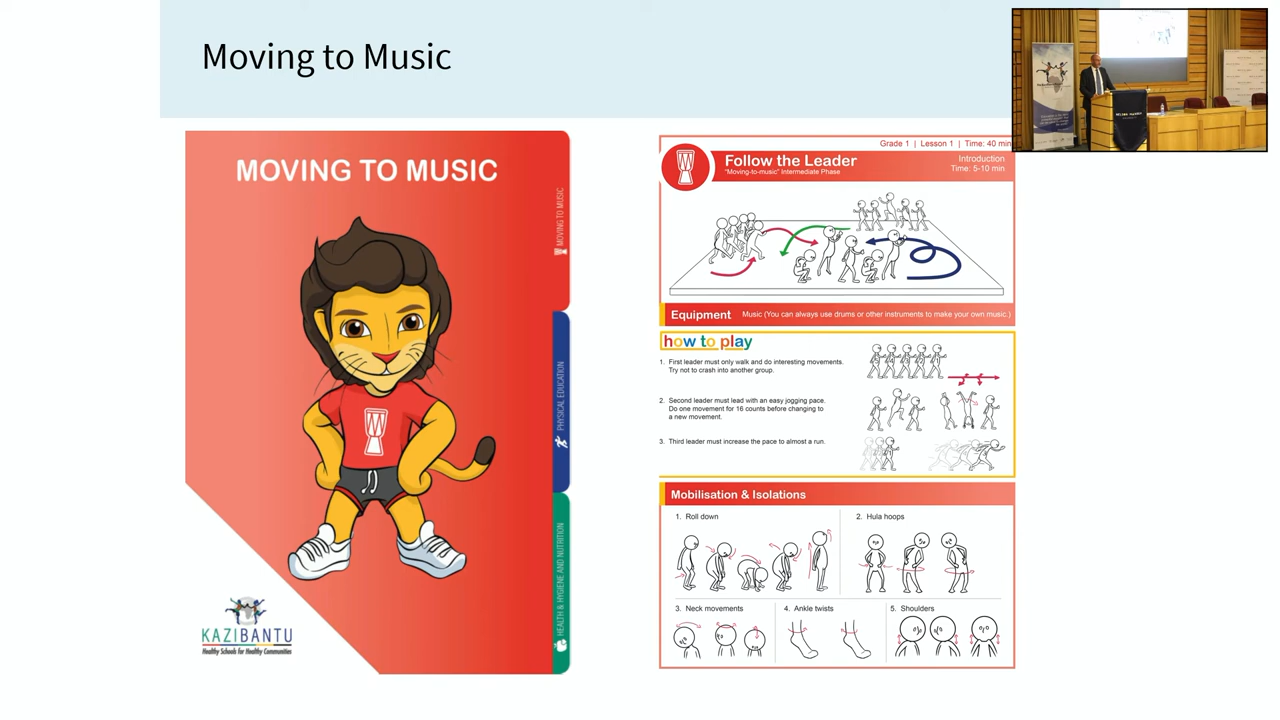 Moving to Music
MOVING TO MUSIC
MOVING TO MUSIC
PHYSICAL EDUCATION
HEALTH & HYGIENE AND NUTRITION
KAZIBANTU
Healthy Schools for Healthy Communities
Grade 1 | Lesson 1 | Time: 40 min
Follow the Leader
"Moving-to-music" Intermediate Phase
Introduction
Time: 5-10 min
Equipment Music (You can always use drums or other instruments to make your own music.)
how to play
1. First leader must only walk and do interesting movements.
Try not to crash into another group.
2. Second leader must lead with an easy jogging pace.
Do one movement for 16 counts before changing to
a new movement.
3. Third leader must increase the pace to almost a run.
Mobilisation & Isolations
1. Roll down
2. Hula hoops
3. Neck movements
4. Ankle twists
5. Shoulders